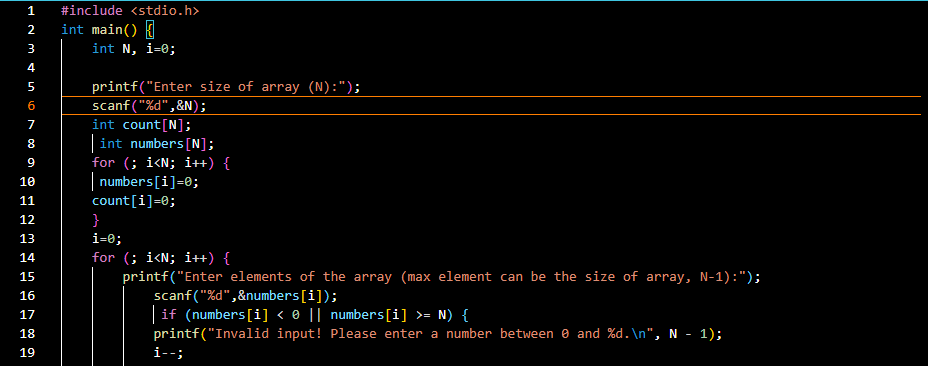 1 #include <stdio.h>
2 int main() {
3 int N, i=0;
4
5 printf("Enter size of array (N):");
6 scanf("%d",&N);
7 int count[N];
8 int numbers[N];
9 for (; i<N; i++) {
10 numbers[i]=0;
11 count[i]=0;
12 }
13 i=0;
14 for (; i<N; i++) {
15 printf("Enter elements of the array (max element can be the size of array, N-1):");
16 scanf("%d",&numbers[i]);
17 if (numbers[i] < 0 || numbers[i] >= N) {
18 printf("Invalid input! Please enter a number between 0 and %d.\n", N - 1);
19 i--;